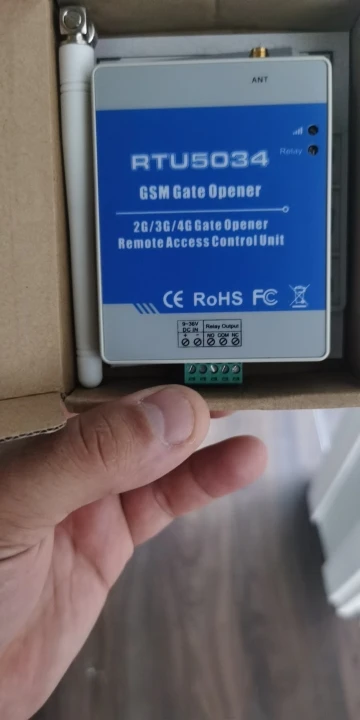 ANT
Relay
RTU5034
GSM Gate Opener
2G/3G/4G Gate Opener
Remote Access Control Unit
CE RoHS FC
9~36V DC IN Relay Output
+ - NO COM NC